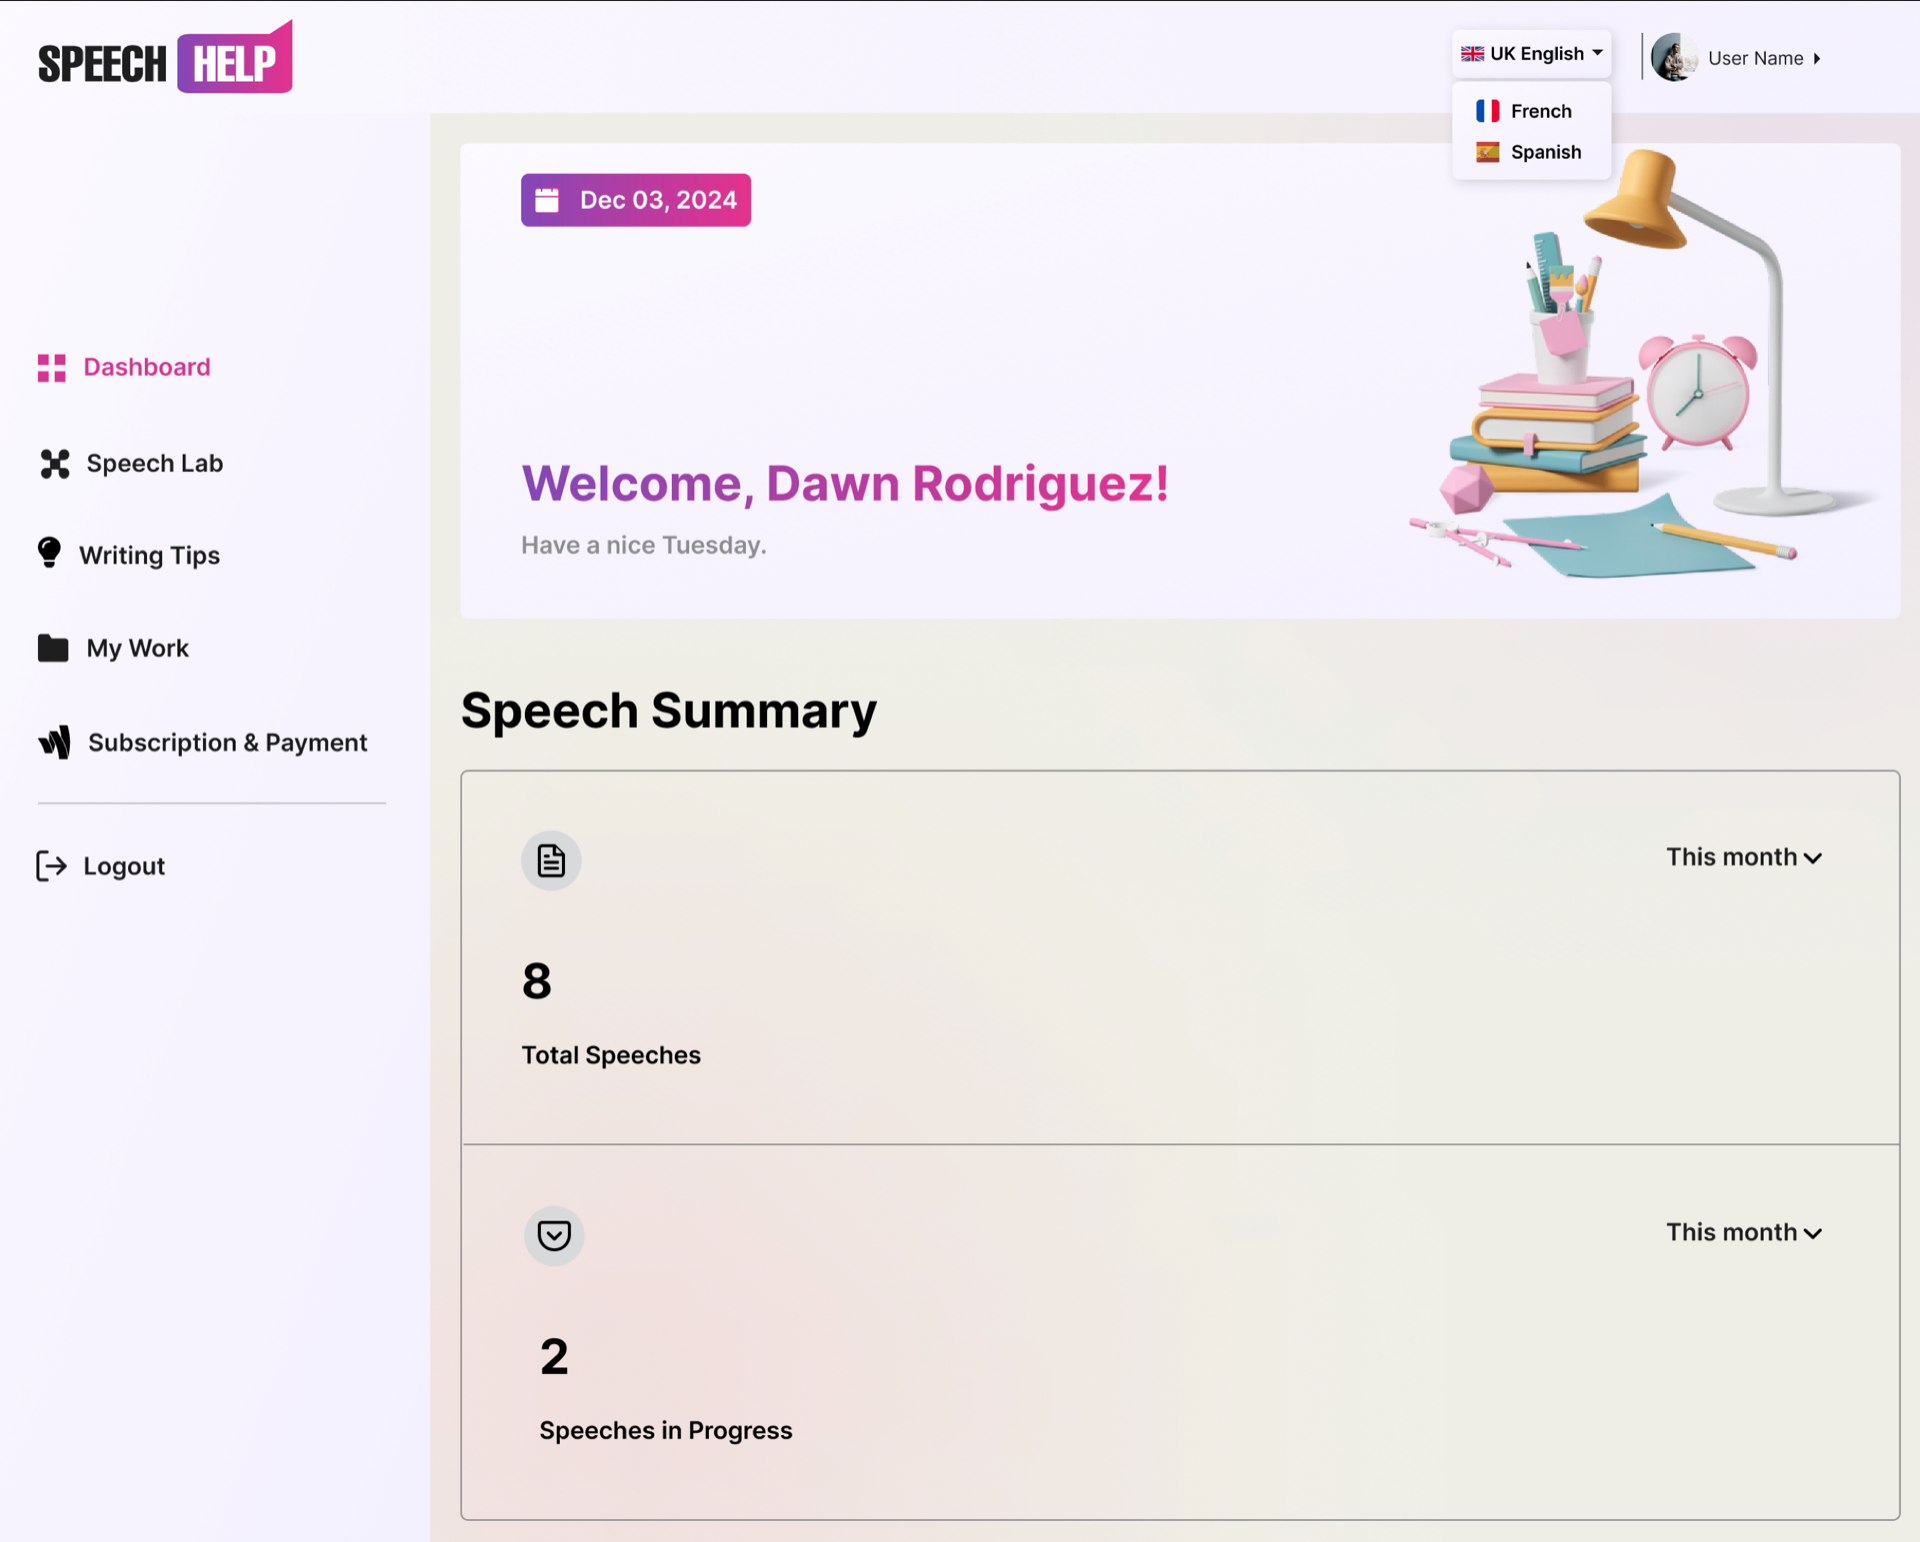 SPEECH HELP
UK English
User Name
French
Spanish
Dec 03, 2024
Welcome, Dawn Rodriguez!
Have a nice Tuesday.
Dashboard
Speech Lab
Writing Tips
My Work
Subscription & Payment
Logout
Speech Summary
This month
8
Total Speeches
This month
2
Speeches in Progress